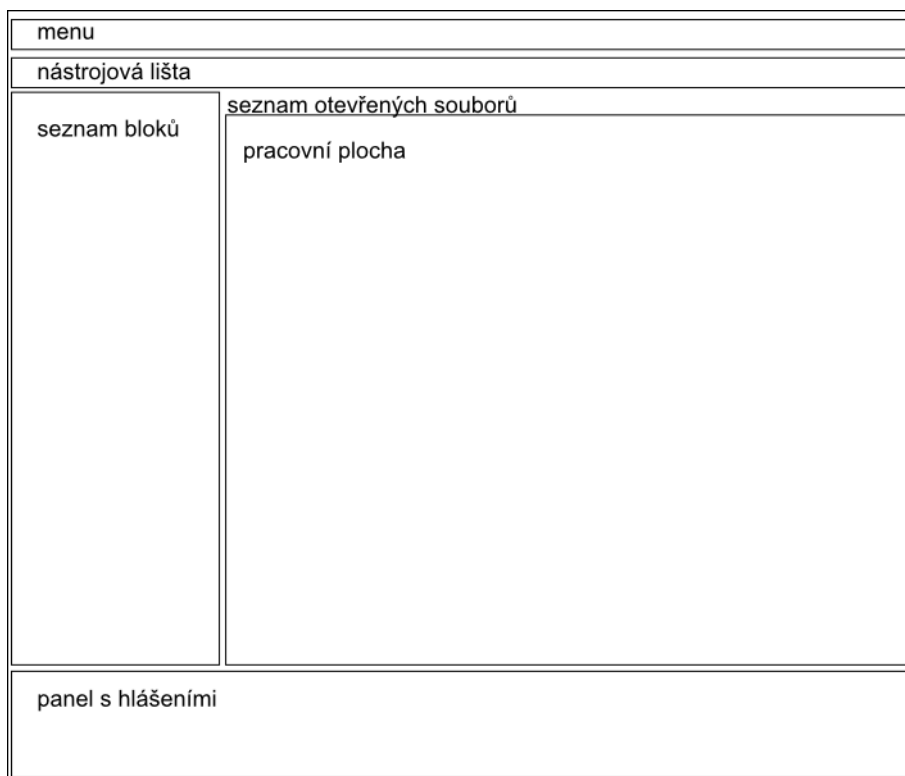 menu
nástrojová lišta
seznam otevřených souborů
seznam bloků
pracovní plocha
panel s hlášeními